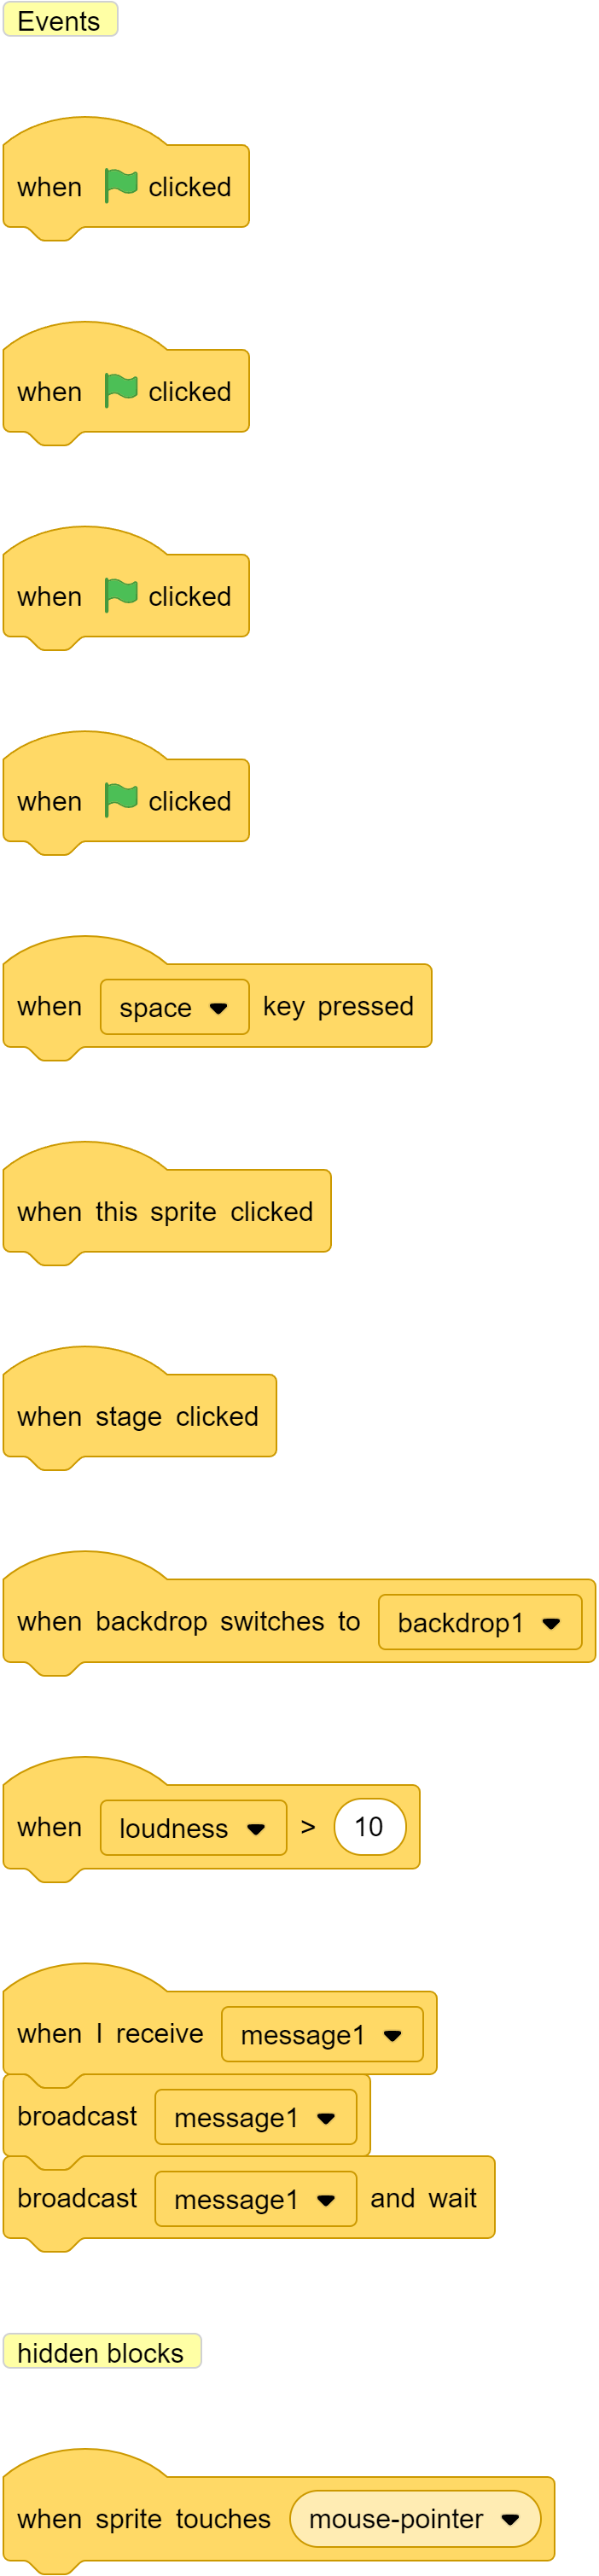 Events
when clicked
when clicked
when clicked
when clicked
when space key pressed
when this sprite clicked
when stage clicked
when backdrop switches to backdrop1
when loudness > 10
when I receive message1
broadcast message1
broadcast message1 and wait
hidden blocks
when sprite touches mouse-pointer